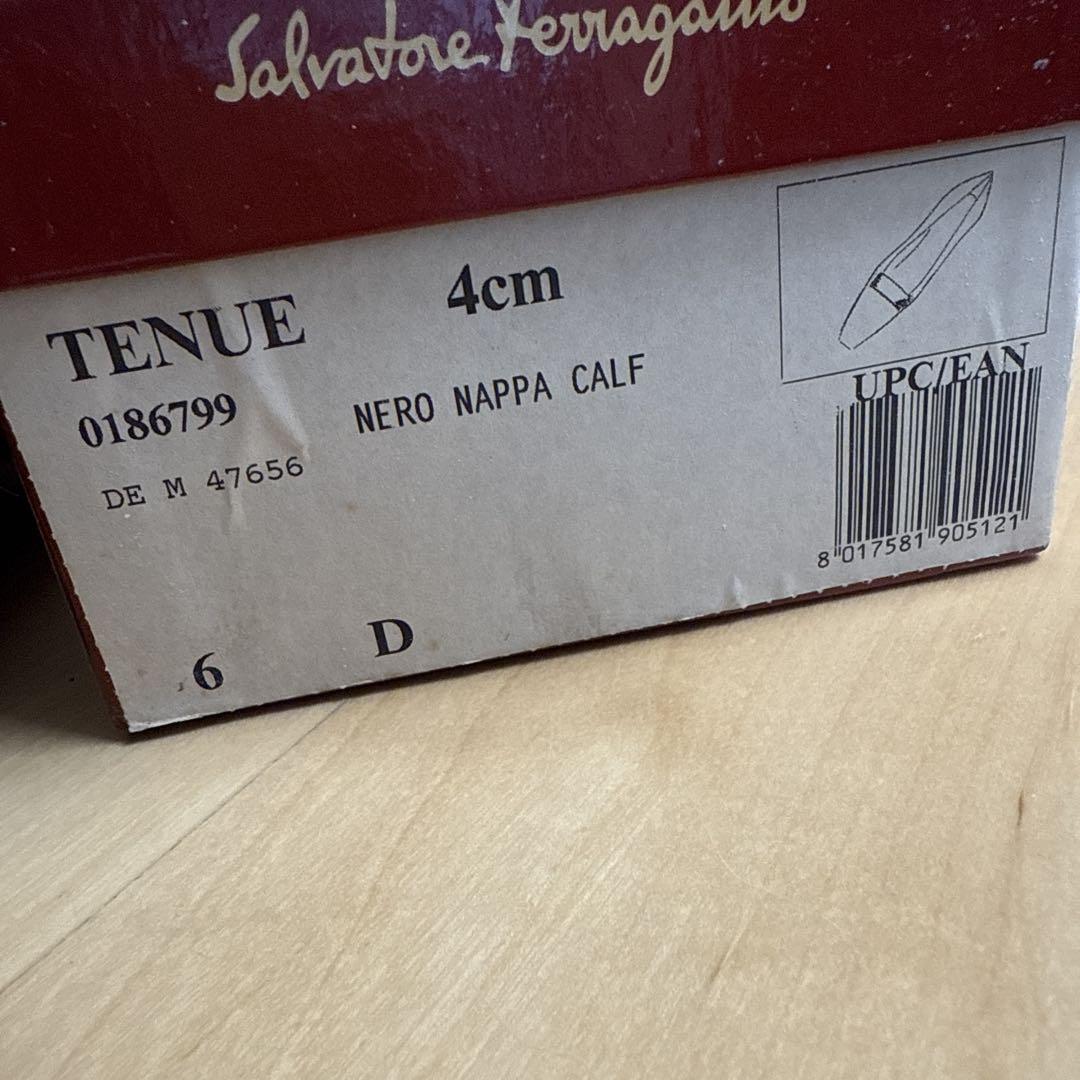 Salvatore Ferragamo
TENUE 4cm
0186799 NERO NAPPA CALF
DE M 47656
UPC/EAN
8 017581 905121
6 D